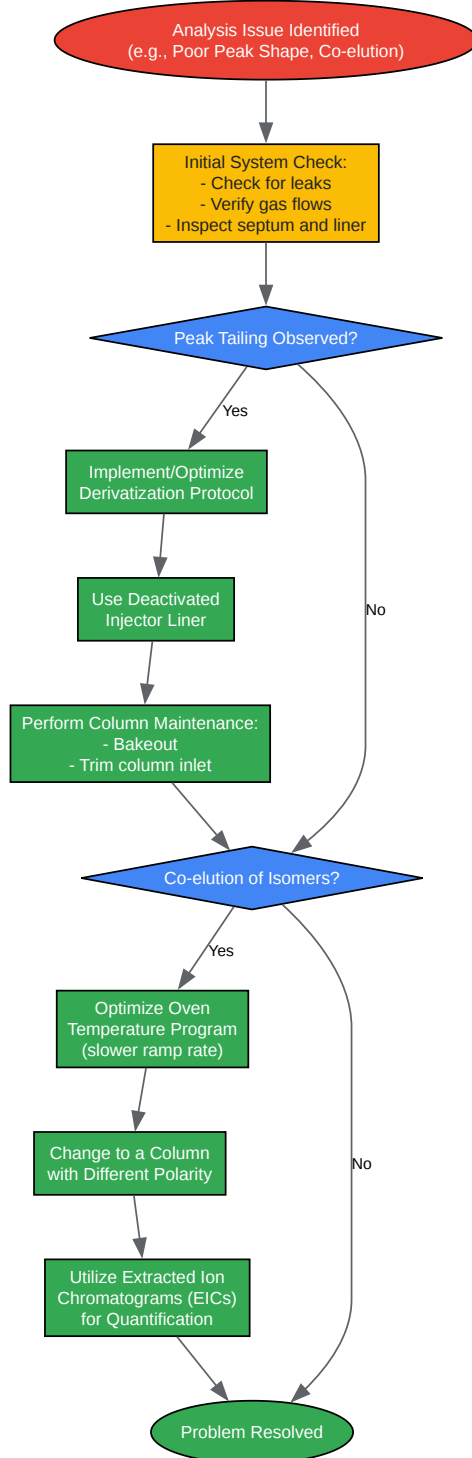 Analysis Issue Identified
(e.g., Poor Peak Shape, Co-elution)
Initial System Check:
- Check for leaks
- Verify gas flows
- Inspect septum and liner
Peak Tailing Observed?
Yes
Implement/Optimize
Derivatization Protocol
Use Deactivated
Injector Liner
No
Perform Column Maintenance:
- Bakeout
- Trim column inlet
Co-elution of Isomers?
Yes
Optimize Oven
Temperature Program
(slower ramp rate)
Change to a Column
with Different Polarity
No
Utilize Extracted Ion
Chromatograms (EICs)
for Quantification
Problem Resolved